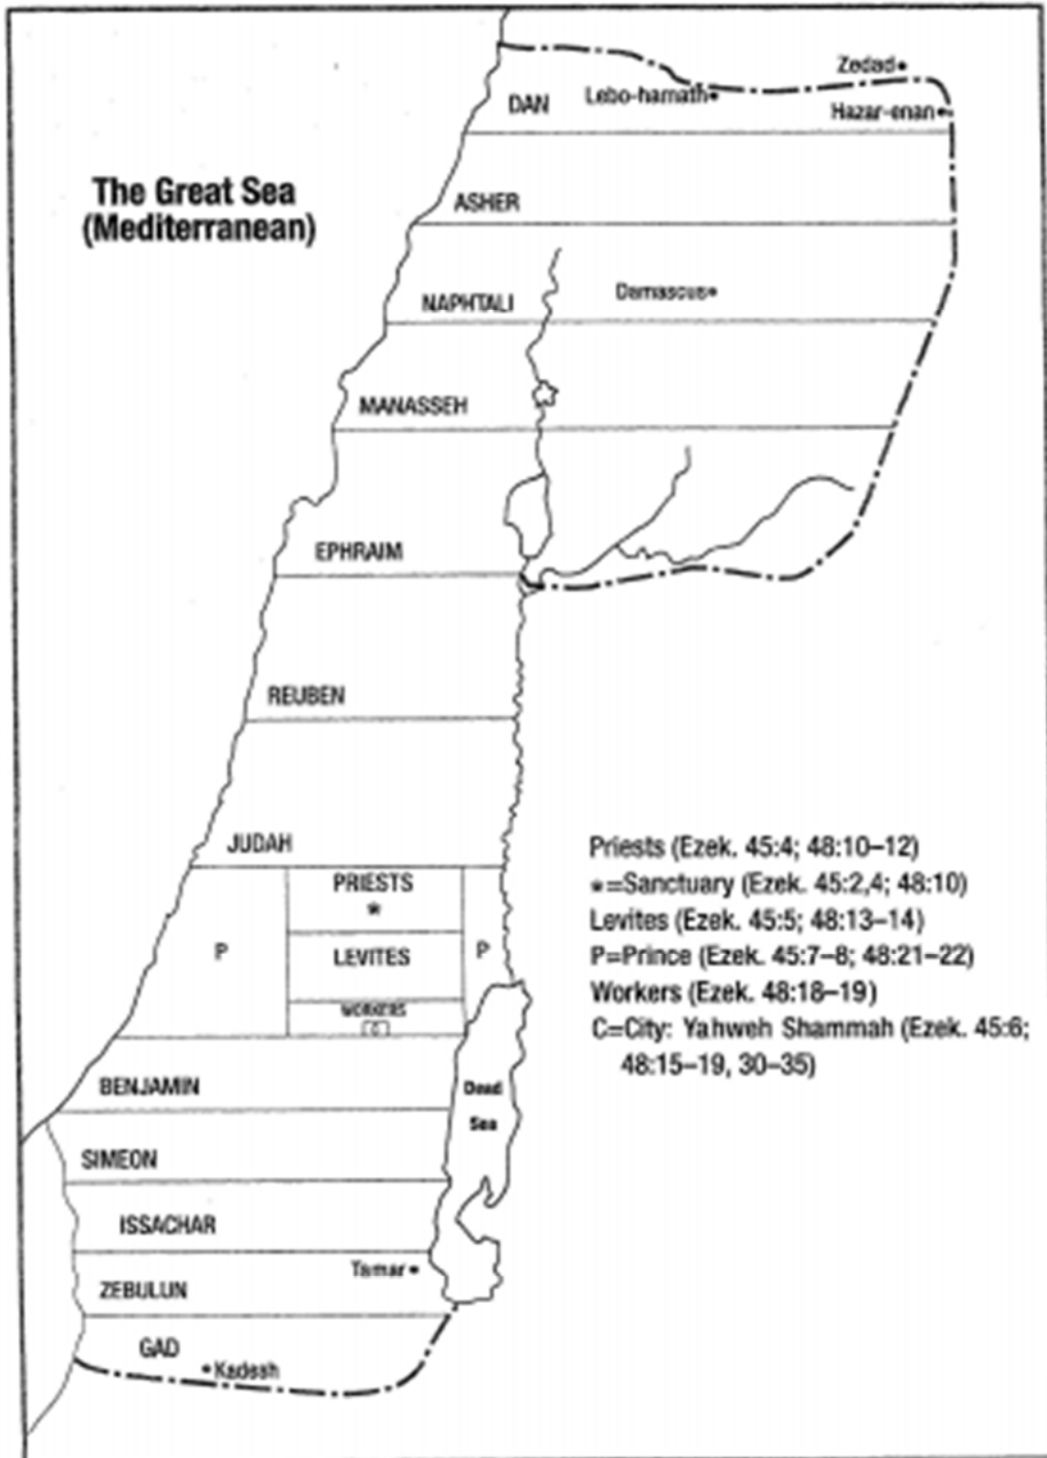 Zedad
DAN
Lebo-hamath
Hazar-enan
The Great Sea
(Mediterranean)
ASHER
NAPHTALI
Damascus
MANASSEH
EPHRAIM
REUBEN
JUDAH
PRIESTS
*
P
LEVITES
P
WORKERS
C
Priests (Ezek. 45:4; 48:10–12)
*=Sanctuary (Ezek. 45:2,4; 48:10)
Levites (Ezek. 45:5; 48:13–14)
P=Prince (Ezek. 45:7–8; 48:21–22)
Workers (Ezek. 48:18–19)
C=City: Yahweh Shammah (Ezek. 45:6;
48:15–19, 30–35)
BENJAMIN
Dead
Sea
SIMEON
ISSACHAR
Tamar
ZEBULUN
GAD
Kadesh